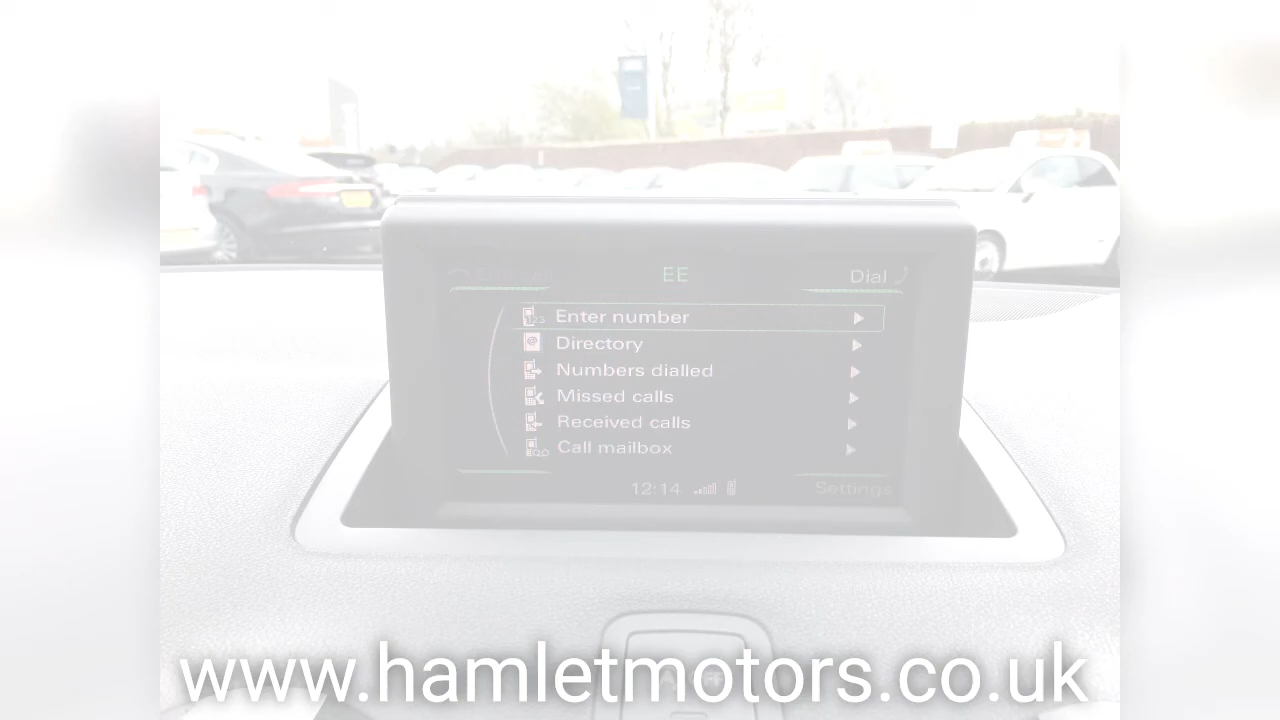 EE
Dial
Enter number
Directory
Numbers dialled
Missed calls
Received calls
Call mailbox
12:14
Settings
www.hamletmotors.co.uk